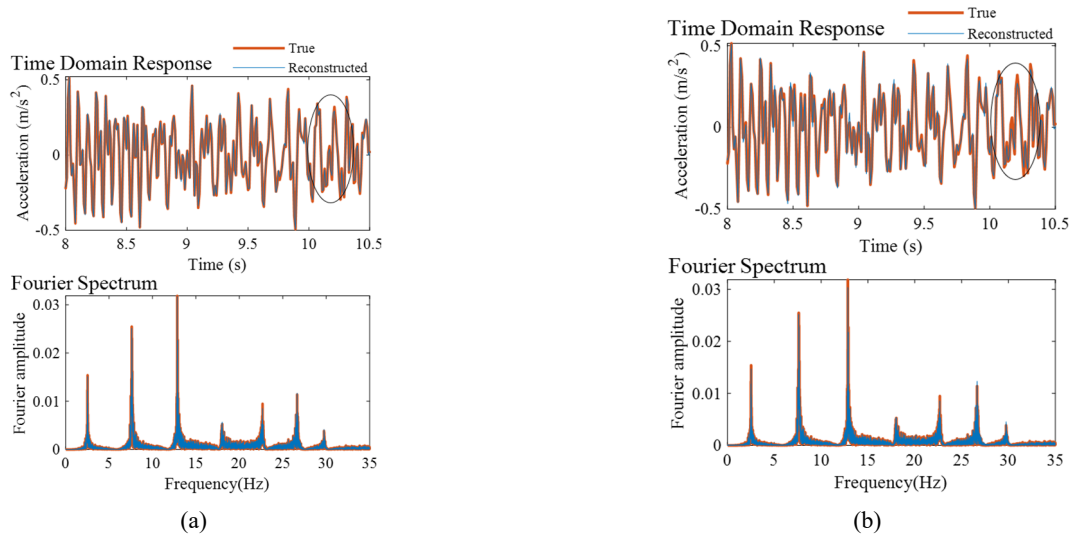 True
Time Domain Response
Reconstructed
Acceleration (m/s²)
0.5
0
-0.5
8
8.5
9
9.5
10
10.5
Time (s)
Fourier Spectrum
Fourier amplitude
0.03
0.02
0.01
0
0
5
10
15
20
25
30
35
Frequency(Hz)
(a)
True
Time Domain Response
Reconstructed
Acceleration (m/s²)
0.5
0
-0.5
8
8.5
9
9.5
10
10.5
Time (s)
Fourier Spectrum
Fourier amplitude
0.03
0.02
0.01
0
0
5
10
15
20
25
30
35
Frequency(Hz)
(b)